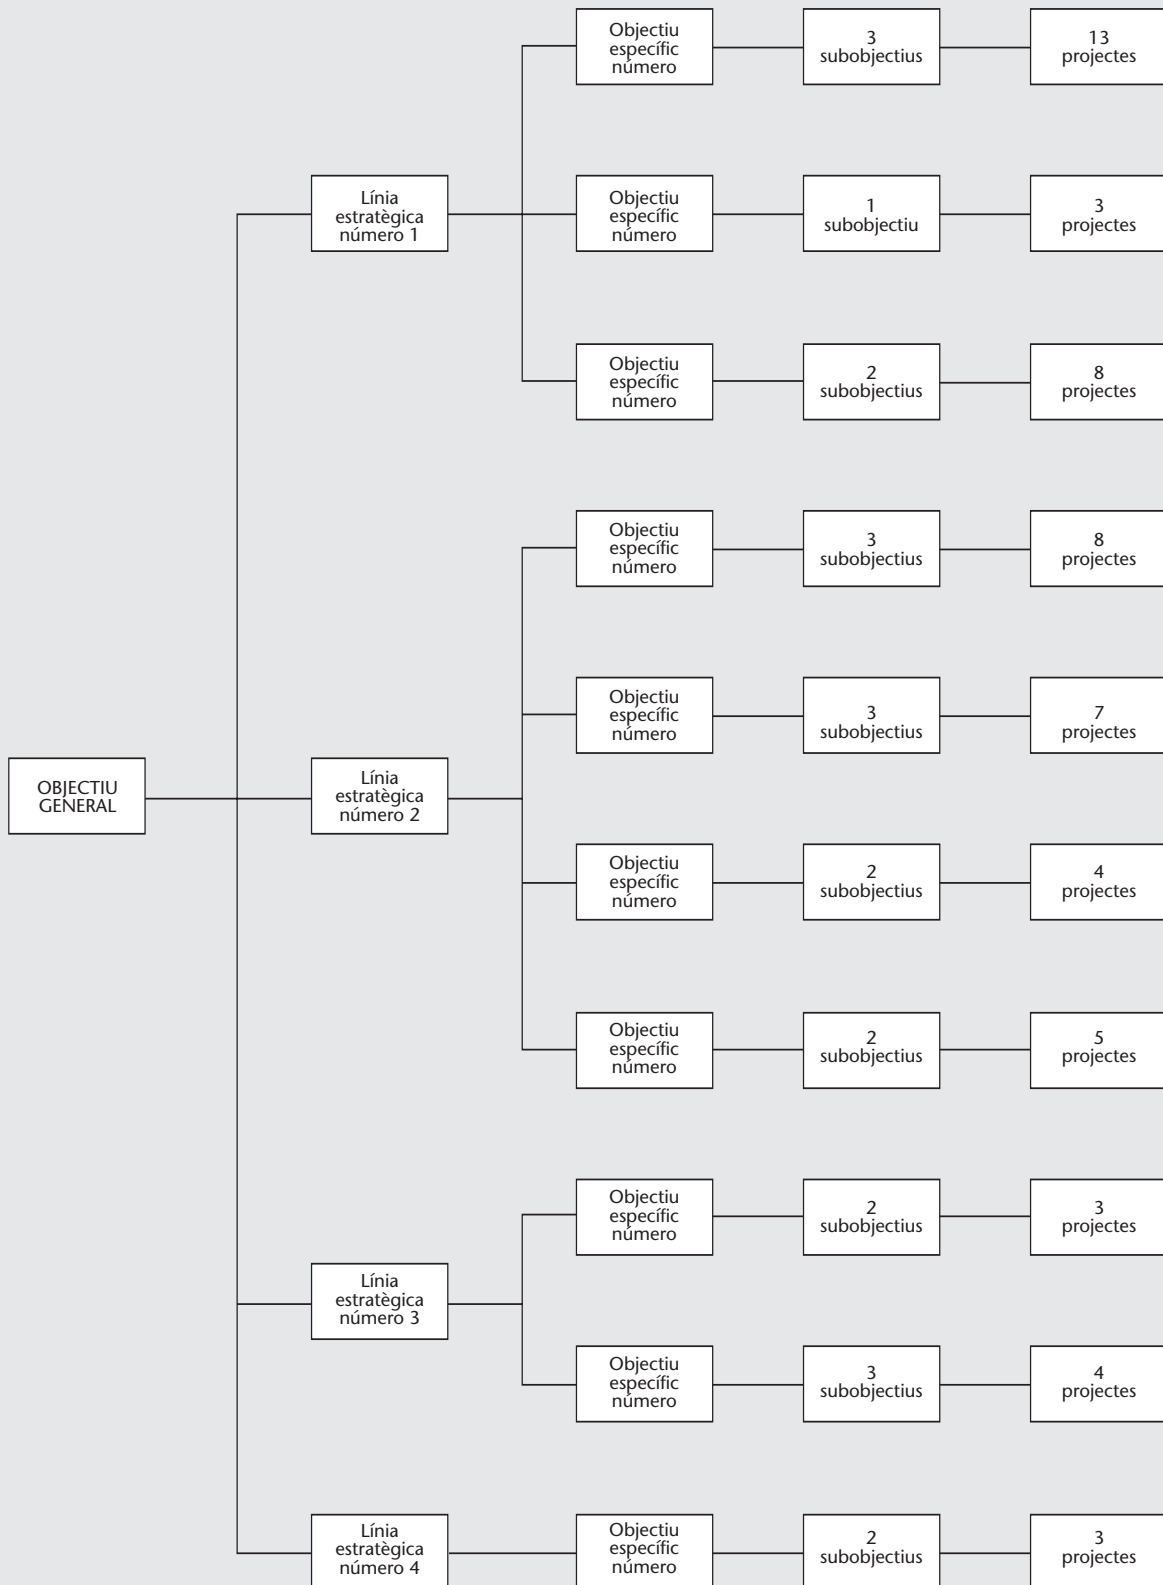 Objectiu
específic
número
3
subobjectius
13
projectes
Línia
estratègica
número 1
Objectiu
específic
número
1
subobjectiu
3
projectes
Objectiu
específic
número
2
subobjectius
8
projectes
Objectiu
específic
número
3
subobjectius
8
projectes
Objectiu
específic
número
3
subobjectius
7
projectes
OBJECTIU
GENERAL
Línia
estratègica
número 2
Objectiu
específic
número
2
subobjectius
4
projectes
Objectiu
específic
número
2
subobjectius
5
projectes
Objectiu
específic
número
2
subobjectius
3
projectes
Línia
estratègica
número 3
Objectiu
específic
número
3
subobjectius
4
projectes
Línia
estratègica
número 4
Objectiu
específic
número
2
subobjectius
3
projectes